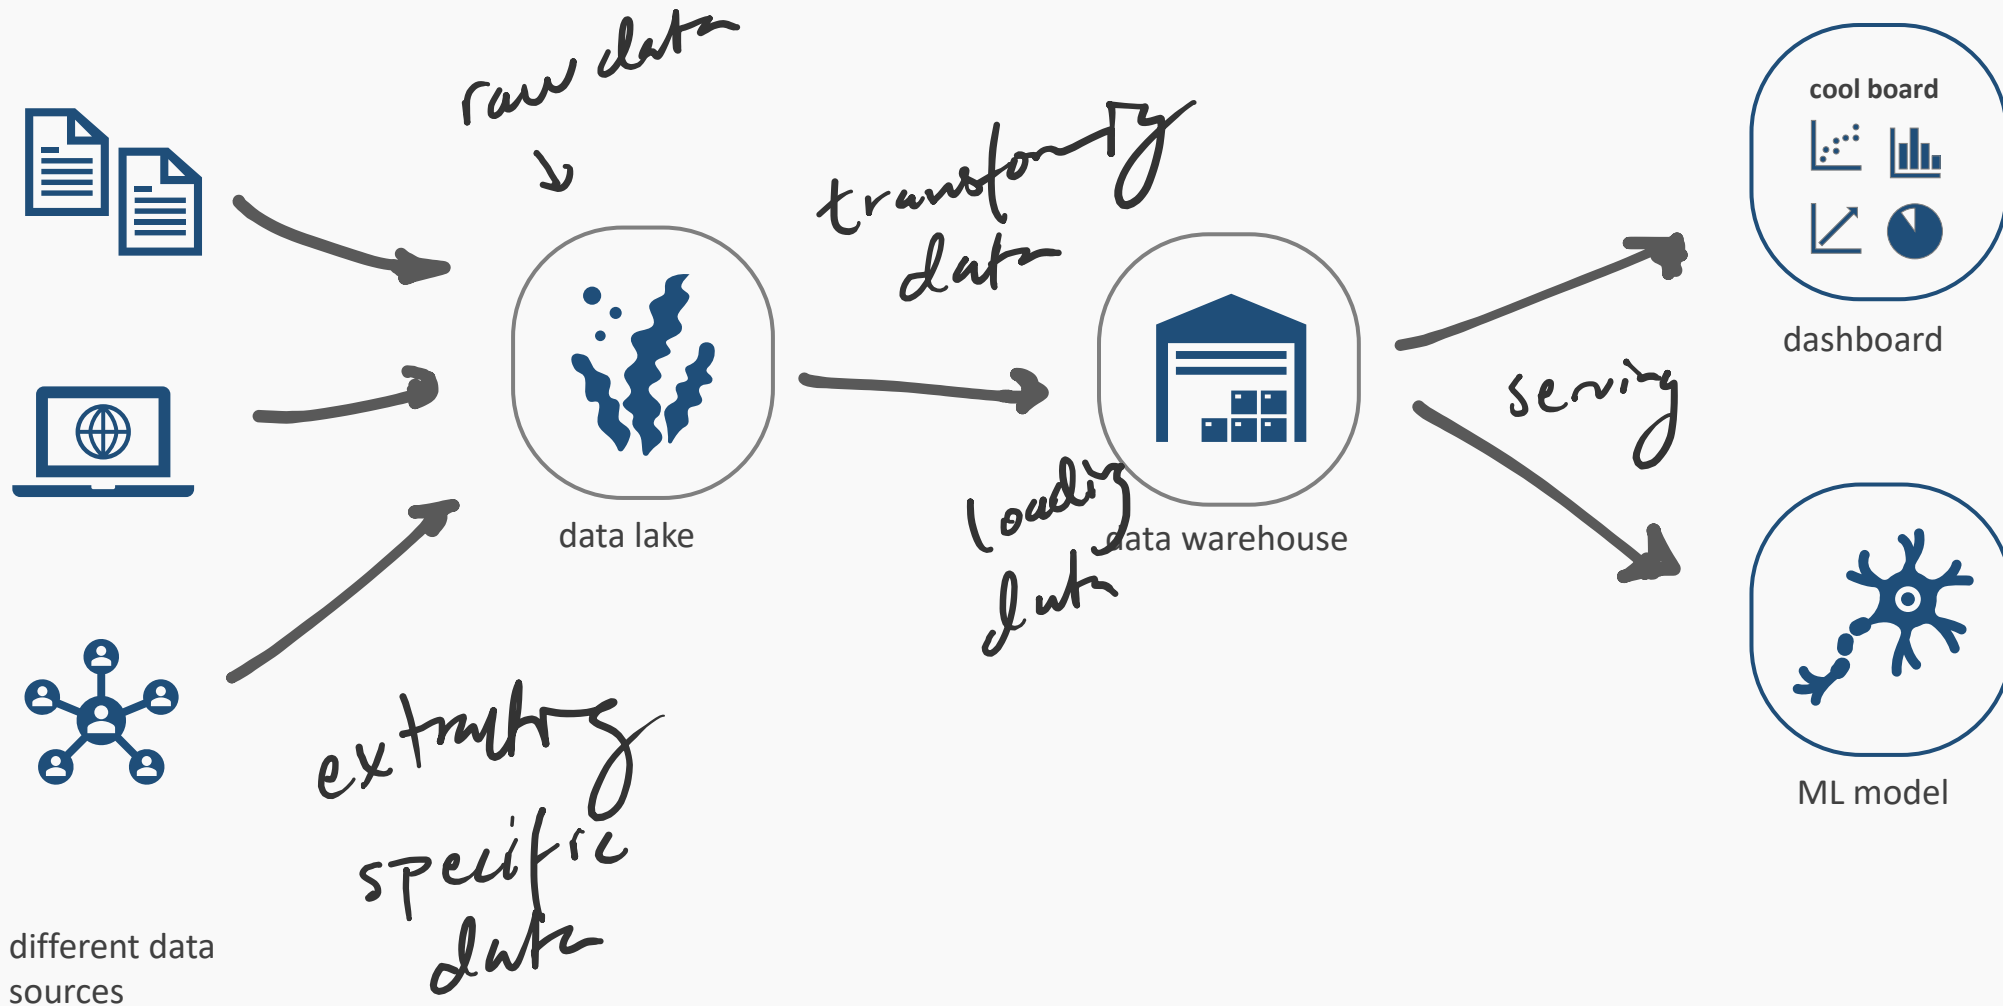 raw data
transforming
data
cool board
dashboard
serving
data lake
loading
data
data warehouse
extracting
specific
data
ML model
different data
sources